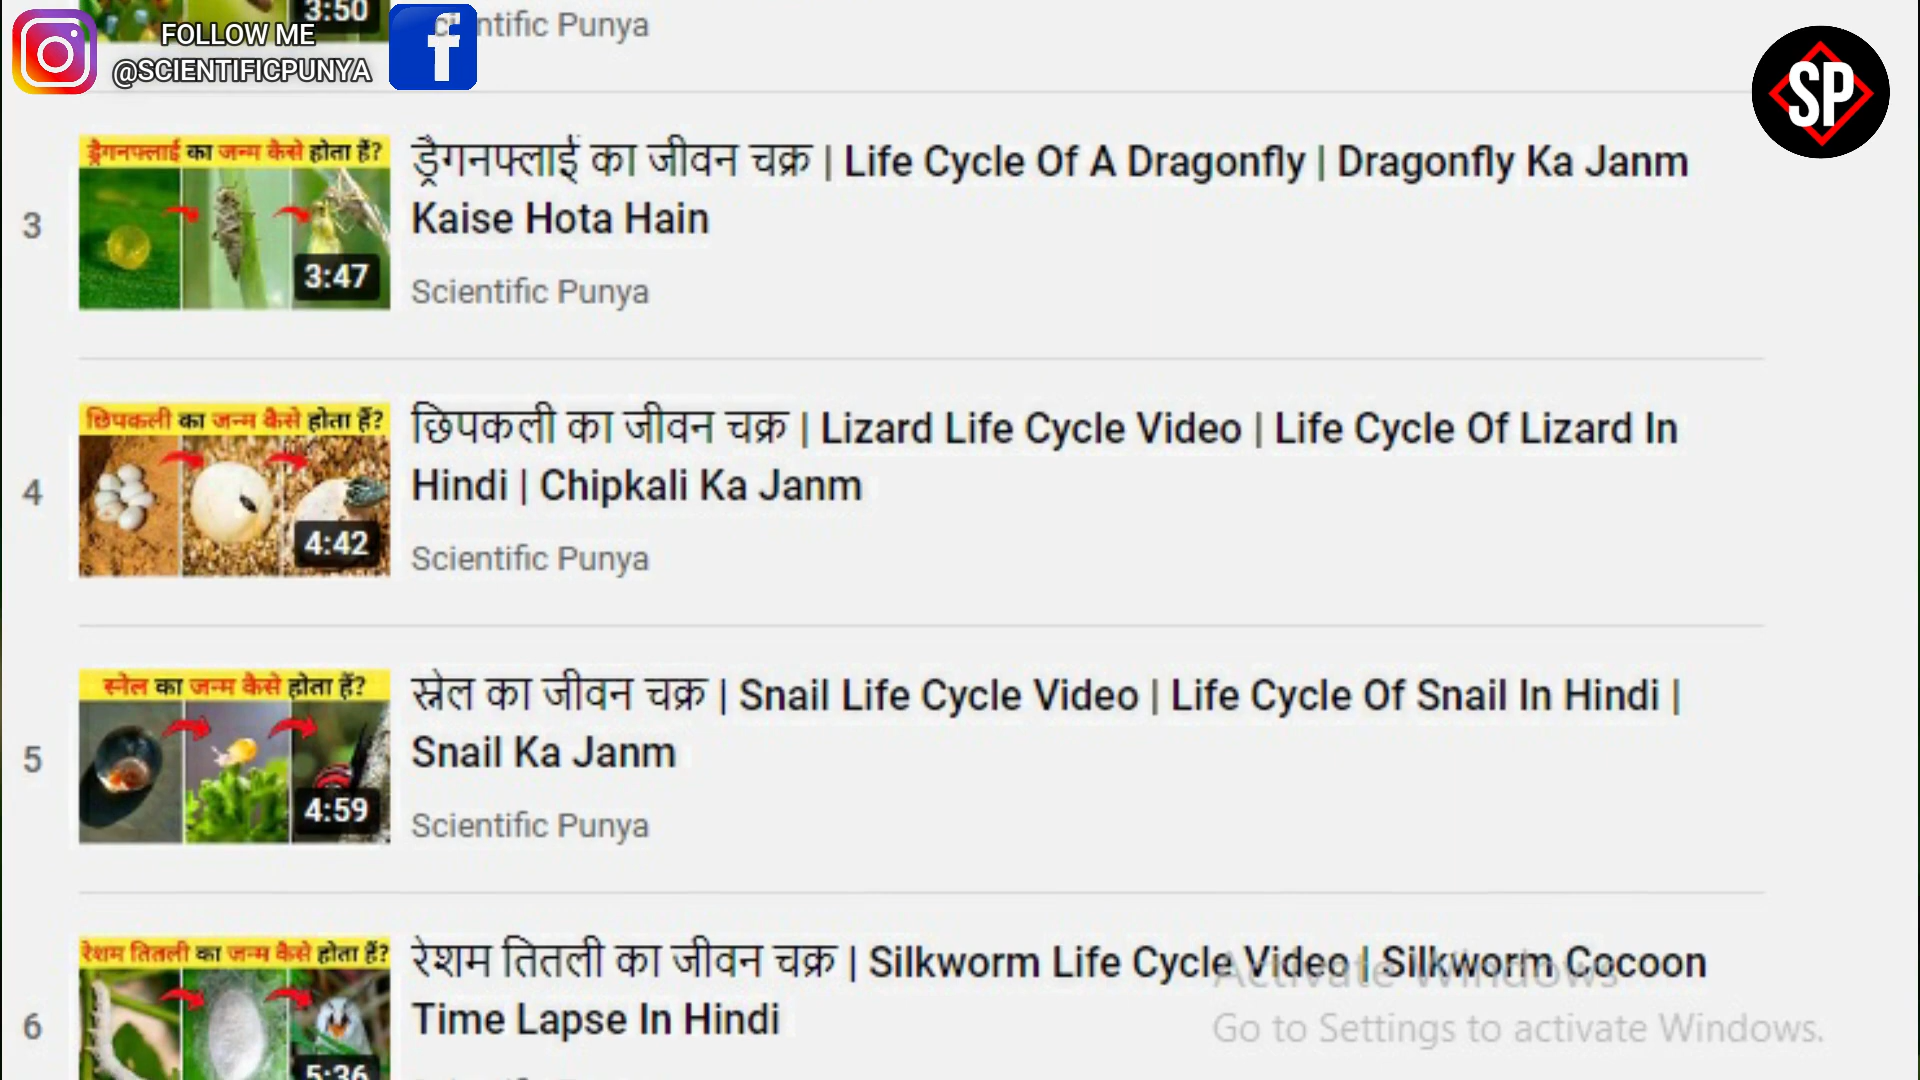 3:50
Scientific Punya
FOLLOW ME
@SCIENTIFICPUNYA
SP
3
ड्रैगनफ्लाई का जन्म कैसे होता हैं?
3:47
ड्रैगनफ्लाई का जीवन चक्र | Life Cycle Of A Dragonfly | Dragonfly Ka Janm
Kaise Hota Hain
Scientific Punya
4
छिपकली का जन्म कैसे होता हैं?
4:42
छिपकली का जीवन चक्र | Lizard Life Cycle Video | Life Cycle Of Lizard In
Hindi | Chipkali Ka Janm
Scientific Punya
5
स्नेल का जन्म कैसे होता हैं?
4:59
स्नेल का जीवन चक्र | Snail Life Cycle Video | Life Cycle Of Snail In Hindi |
Snail Ka Janm
Scientific Punya
6
रेशम तितली का जन्म कैसे होता हैं?
5:36
रेशम तितली का जीवन चक्र | Silkworm Life Cycle Video | Silkworm Cocoon
Time Lapse In Hindi
Activate Windows
Go to Settings to activate Windows.